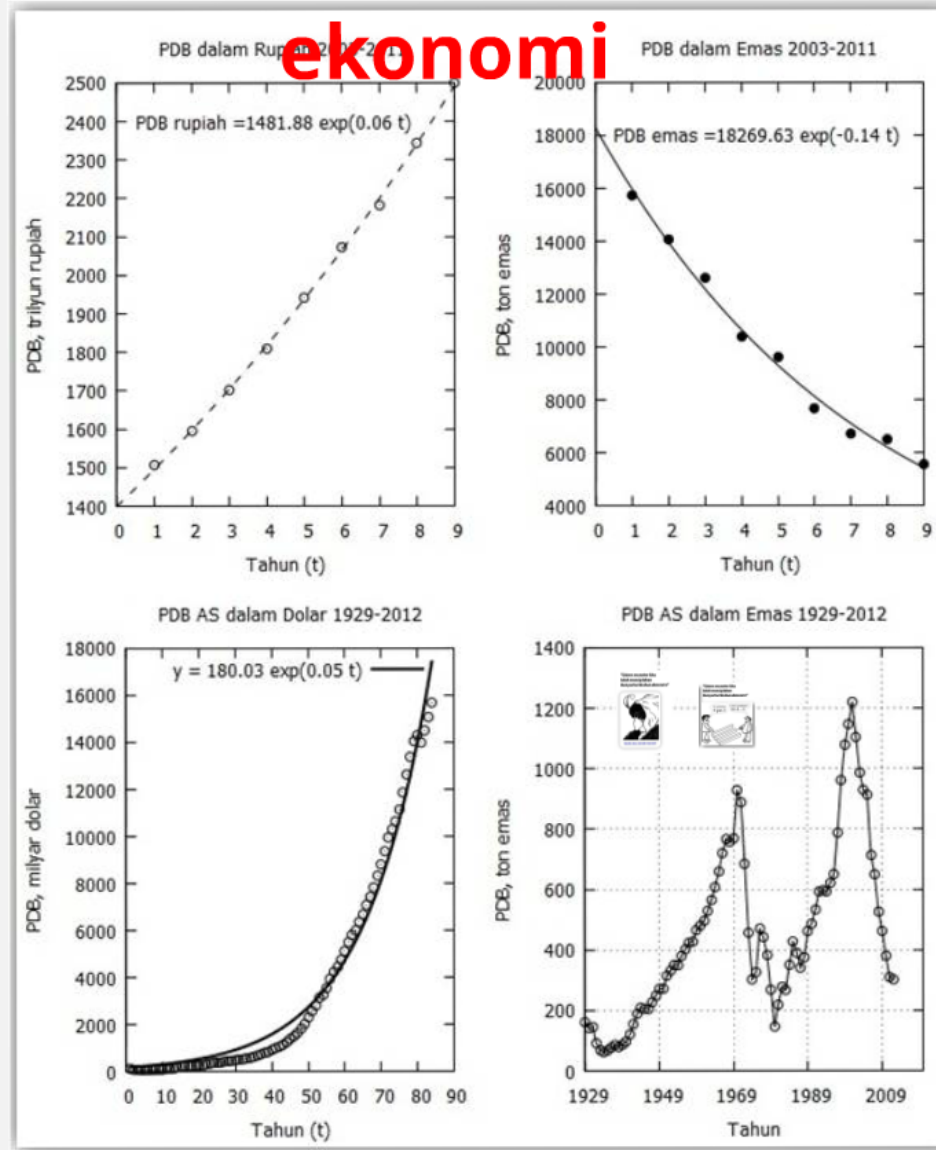 ekonomi
PDB dalam Rupiah 2003-2011
2500
2400
2300
2200
2100
2000
1900
1800
1700
1600
1500
1400
PDB rupiah =1481.88 exp(0.06 t)
PDB, trilyun rupiah
0 1 2 3 4 5 6 7 8 9
Tahun (t)
PDB dalam Emas 2003-2011
20000
18000
16000
14000
12000
10000
8000
6000
4000
PDB emas =18269.63 exp(-0.14 t)
PDB, ton emas
0 1 2 3 4 5 6 7 8 9
Tahun (t)
PDB AS dalam Dolar 1929-2012
18000
16000
14000
12000
10000
8000
6000
4000
2000
0
y = 180.03 exp(0.05 t)
PDB, milyar dolar
0 10 20 30 40 50 60 70 80 90
Tahun (t)
PDB AS dalam Emas 1929-2012
1400
1200
1000
800
600
400
200
0
PDB, ton emas
1929 1949 1969 1989 2009
Tahun